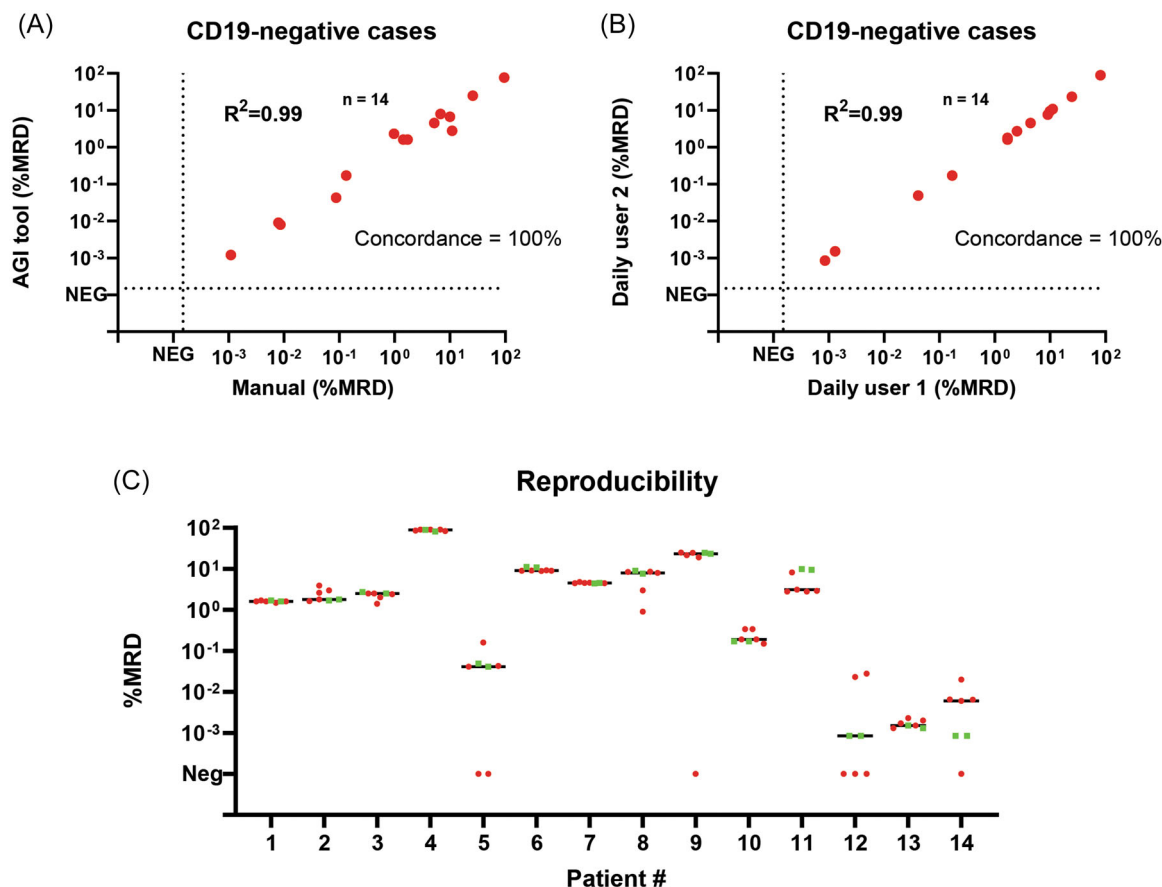 (A)
CD19-negative cases
10²
10¹
10⁰
10⁻¹
10⁻²
10⁻³
NEG
AGI tool (%MRD)
R²=0.99
n = 14
Concordance = 100%
NEG 10⁻³ 10⁻² 10⁻¹ 10⁰ 10¹ 10²
Manual (%MRD)
(B)
CD19-negative cases
10²
10¹
10⁰
10⁻¹
10⁻²
10⁻³
NEG
Daily user 2 (%MRD)
R²=0.99
n = 14
Concordance = 100%
NEG 10⁻³ 10⁻² 10⁻¹ 10⁰ 10¹ 10²
Daily user 1 (%MRD)
(C)
Reproducibility
10²
10¹
10⁰
10⁻¹
10⁻²
10⁻³
Neg
%MRD
1 2 3 4 5 6 7 8 9 10 11 12 13 14
Patient #